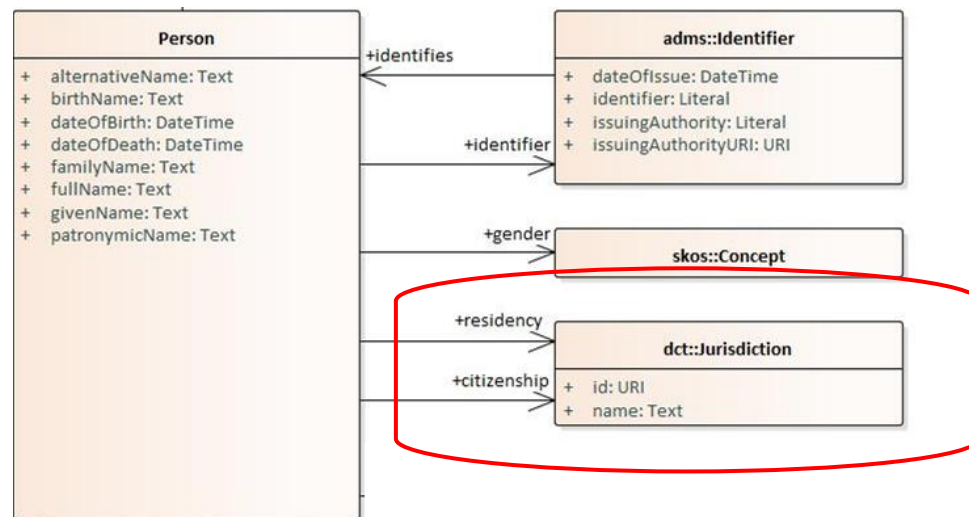 Person
+ alternativeName: Text
+ birthName: Text
+ dateOfBirth: DateTime
+ dateOfDeath: DateTime
+ familyName: Text
+ fullName: Text
+ givenName: Text
+ patronymicName: Text
+identifies
+identifier
+gender
+residency
+citizenship
adms::Identifier
+ dateOfIssue: DateTime
+ identifier: Literal
+ issuingAuthority: Literal
+ issuingAuthorityURI: URI
skos::Concept
dct::Jurisdiction
+ id: URI
+ name: Text